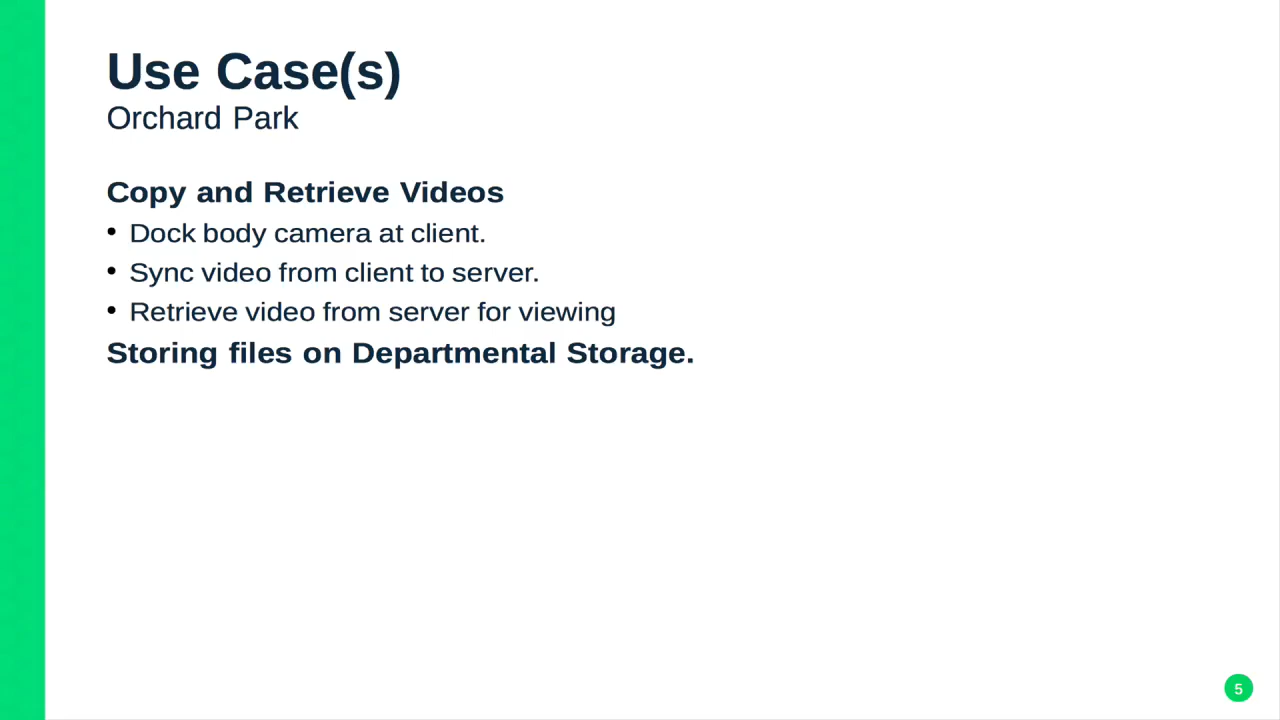 Use Case(s)
Orchard Park
Copy and Retrieve Videos
• Dock body camera at client.
• Sync video from client to server.
• Retrieve video from server for viewing
Storing files on Departmental Storage.
5